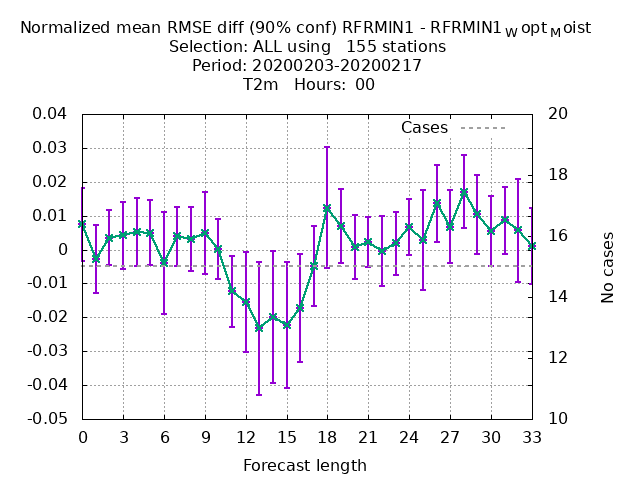 Normalized mean RMSE diff (90% conf) RFRMIN1 - RFRMIN1WoptMoist
Selection: ALL using 155 stations
Period: 20200203-20200217
T2m Hours: 00
Cases
0.04
0.03
0.02
0.01
0
-0.01
-0.02
-0.03
-0.04
-0.05
20
18
16
14
12
10
No cases
0 3 6 9 12 15 18 21 24 27 30 33
Forecast length